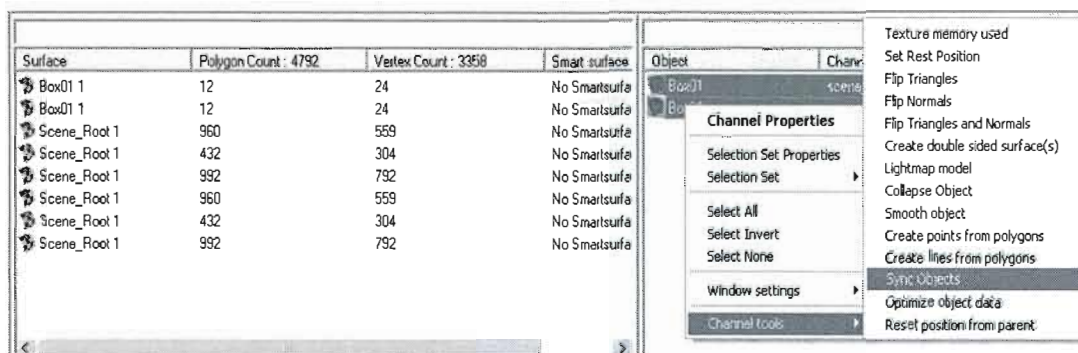 Surface Polygon Count : 4792 Vertex Count : 3358 Smart surface
Box01 1 12 24 No Smartsurfa
Box01 1 12 24 No Smartsurfa
Scene_Root 1 960 559 No Smartsurfa
Scene_Root 1 432 304 No Smartsurfa
Scene_Root 1 992 792 No Smartsurfa
Scene_Root 1 960 559 No Smartsurfa
Scene_Root 1 432 304 No Smartsurfa
Scene_Root 1 992 792 No Smartsurfa
Object Chann
Box01 scene
Channel Properties
Selection Set Properties
Selection Set
Select All
Select Invert
Select None
Window settings
Channel tools
Texture memory used
Set Rest Position
Flip Triangles
Flip Normals
Flip Triangles and Normals
Create double sided surface(s)
Lightmap model
Collapse Object
Smooth object
Create points from polygons
Create lines from polygons
Sync Objects
Optimize object data
Reset position from parent